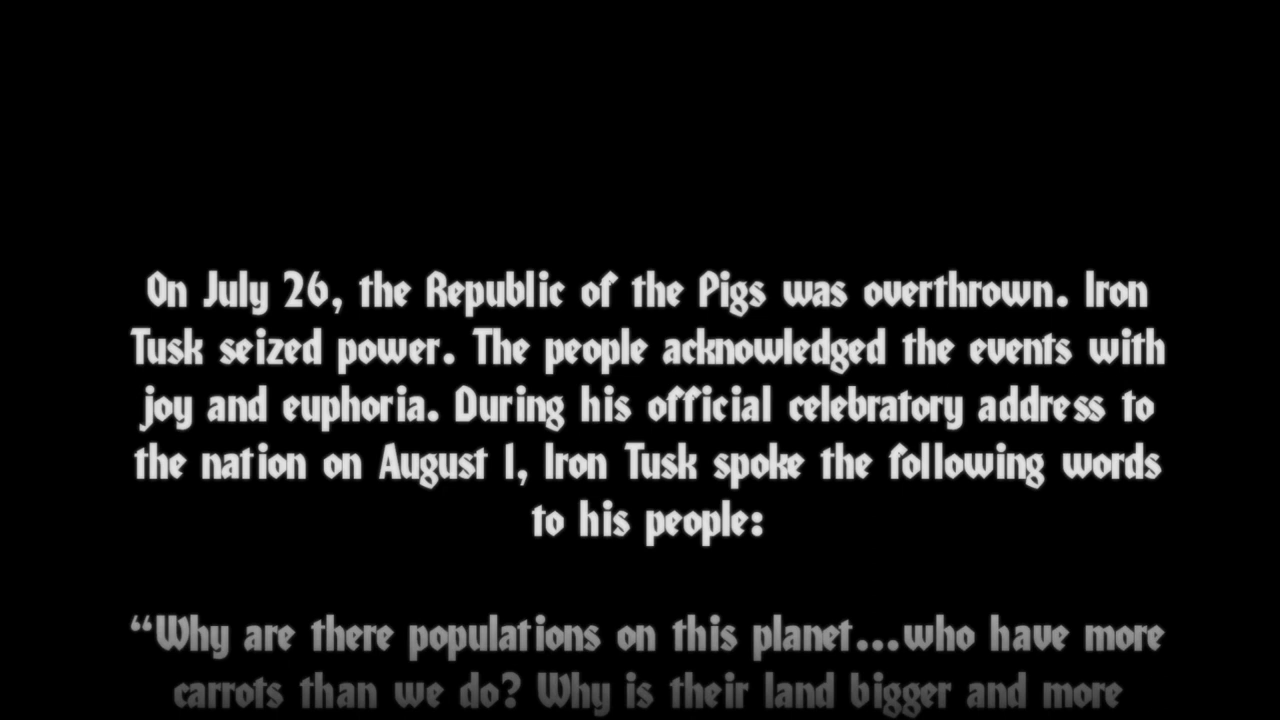 On July 26, the Republic of the Pigs was overthrown. Iron
Tusk seized power. The people acknowledged the events with
joy and euphoria. During his official celebratory address to
the nation on August 1, Iron Tusk spoke the following words
to his people:
“Why are there populations on this planet...who have more
carrots than we do? Why is their land bigger and more